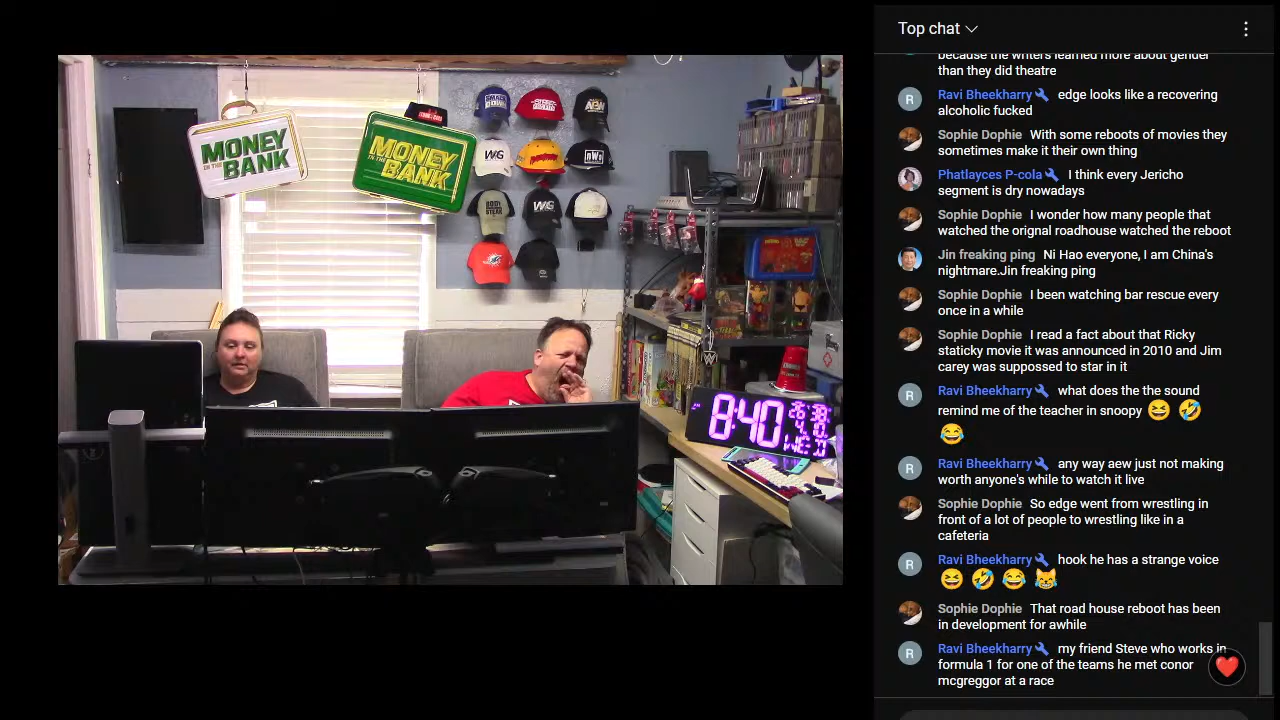 Top chat
because the writers learned more about gender
than they did theatre
R
Ravi Bheekharry edge looks like a recovering
alcoholic fucked
Sophie Dophie With some reboots of movies they
sometimes make it their own thing
Phatlayces P-cola I think every Jericho
segment is dry nowadays
Sophie Dophie I wonder how many people that
watched the orignal roadhouse watched the reboot
Jin freaking ping Ni Hao everyone, I am China's
nightmare.Jin freaking ping
Sophie Dophie I been watching bar rescue every
once in a while
Sophie Dophie I read a fact about that Ricky
staticky movie it was announced in 2010 and Jim
carey was suppossed to star in it
R
Ravi Bheekharry what does the the sound
remind me of the teacher in snoopy 😆 🤣
😂
R
Ravi Bheekharry any way aew just not making
worth anyone's while to watch it live
Sophie Dophie So edge went from wrestling in
front of a lot of people to wrestling like in a
cafeteria
R
Ravi Bheekharry hook he has a strange voice
😆 🤣 😂 😹
Sophie Dophie That road house reboot has been
in development for awhile
R
Ravi Bheekharry my friend Steve who works in
formula 1 for one of the teams he met conor
mcgreggor at a race
MONEY
IN THE
BANK
MONEY
IN THE
BANK
AEW
W4G
nWo
W4G
8:40